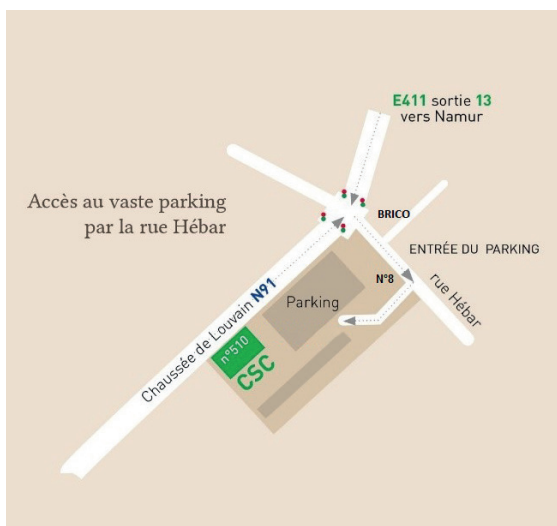 E411 sortie 13
vers Namur
Accès au vaste parking
par la rue Hébar
BRICO
ENTRÉE DU PARKING
N°8
rue Hébar
Parking
Chaussée de Louvain N91
n°510
CSC